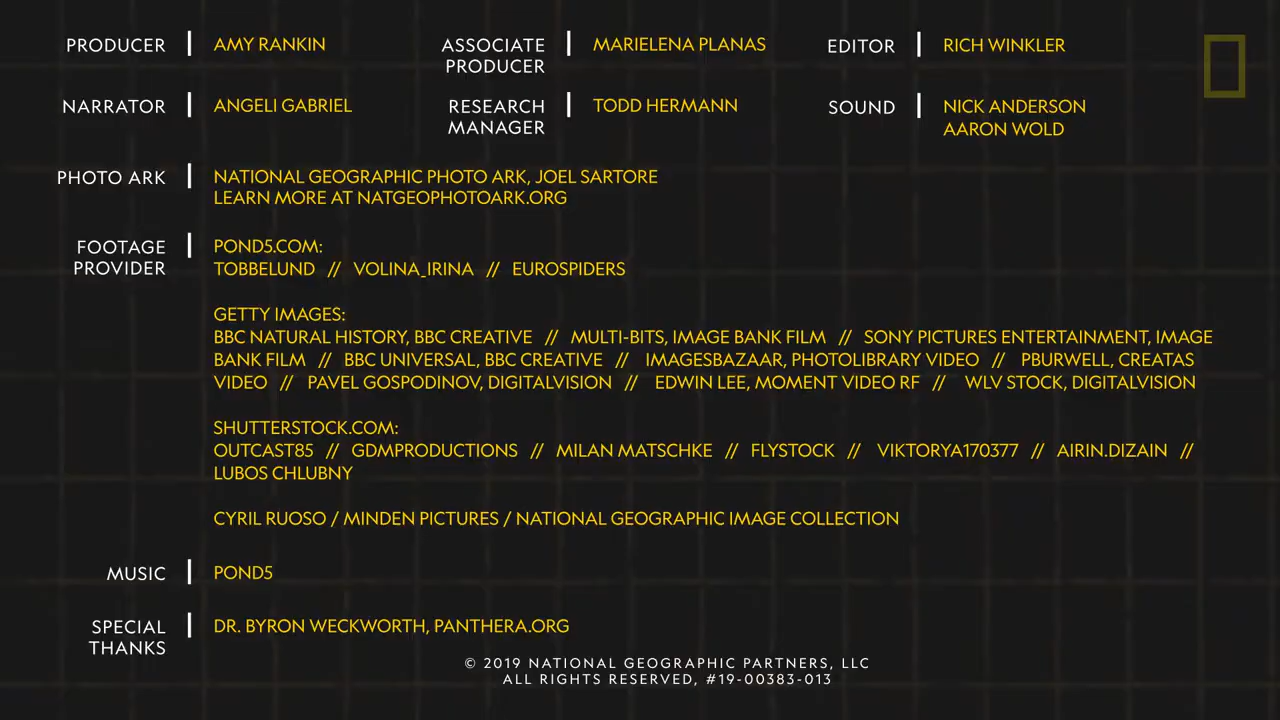 PRODUCER | AMY RANKIN
ASSOCIATE PRODUCER | MARIELENA PLANAS
EDITOR | RICH WINKLER
NARRATOR | ANGELI GABRIEL
RESEARCH MANAGER | TODD HERMANN
SOUND | NICK ANDERSON
AARON WOLD
PHOTO ARK | NATIONAL GEOGRAPHIC PHOTO ARK, JOEL SARTORE
LEARN MORE AT NATGEOPHOTOARK.ORG
FOOTAGE PROVIDER | POND5.COM:
TOBBELUND // VOLINA_IRINA // EUROSPIDERS
GETTY IMAGES:
BBC NATURAL HISTORY, BBC CREATIVE // MULTI-BITS, IMAGE BANK FILM // SONY PICTURES ENTERTAINMENT, IMAGE
BANK FILM // BBC UNIVERSAL, BBC CREATIVE // IMAGESBAZAAR, PHOTOLIBRARY VIDEO // PBURWELL, CREATAS
VIDEO // PAVEL GOSPODINOV, DIGITALVISION // EDWIN LEE, MOMENT VIDEO RF // WLV STOCK, DIGITALVISION
SHUTTERSTOCK.COM:
OUTCAST85 // GDMPRODUCTIONS // MILAN MATSCHKE // FLYSTOCK // VIKTORYA170377 // AIRIN.DIZAIN //
LUBOS CHLUBNY
CYRIL RUOSO / MINDEN PICTURES / NATIONAL GEOGRAPHIC IMAGE COLLECTION
MUSIC | POND5
SPECIAL THANKS | DR. BYRON WECKWORTH, PANTHERA.ORG
© 2019 NATIONAL GEOGRAPHIC PARTNERS, LLC
ALL RIGHTS RESERVED, #19-00383-013